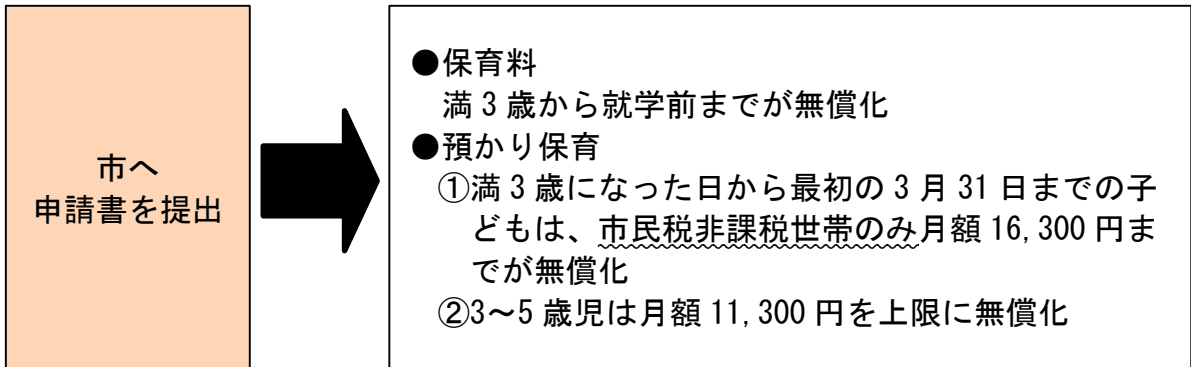 市へ
申請書を提出
●保育料
満3歳から就学前までが無償化
●預かり保育
①満3歳になった日から最初の3月31日までの子
どもは、市民税非課税世帯のみ月額16,300円ま
でが無償化
②3～5歳児は月額11,300円を上限に無償化